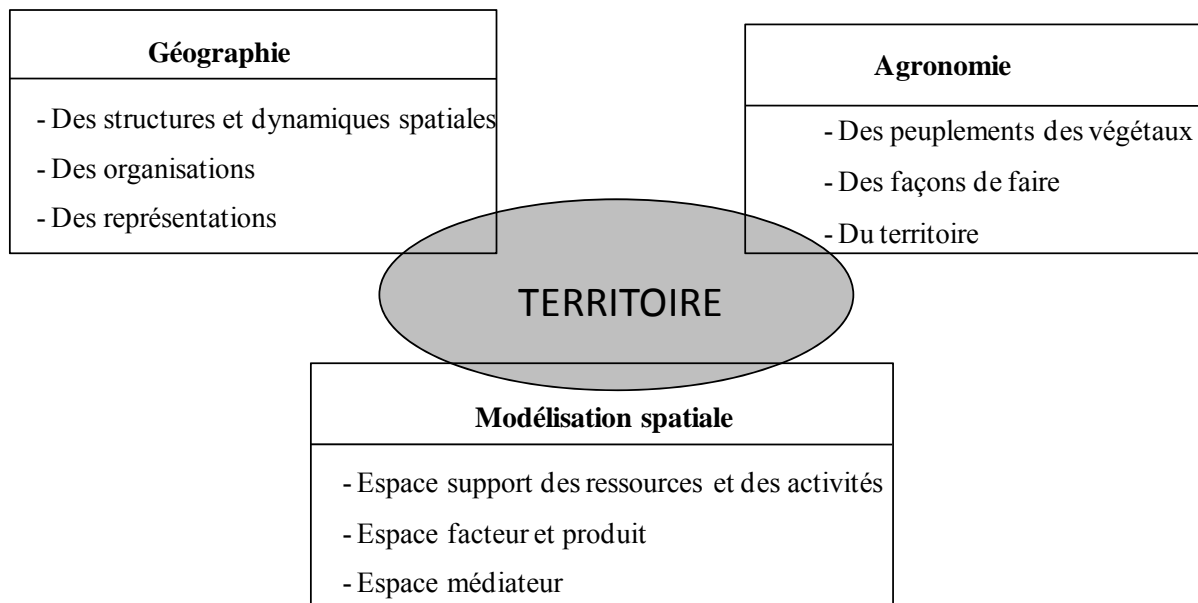 Géographie
- Des structures et dynamiques spatiales
- Des organisations
- Des représentations
Agronomie
- Des peuplements des végétaux
- Des façons de faire
- Du territoire
TERRITOIRE
Modélisation spatiale
- Espace support des ressources et des activités
- Espace facteur et produit
- Espace médiateur